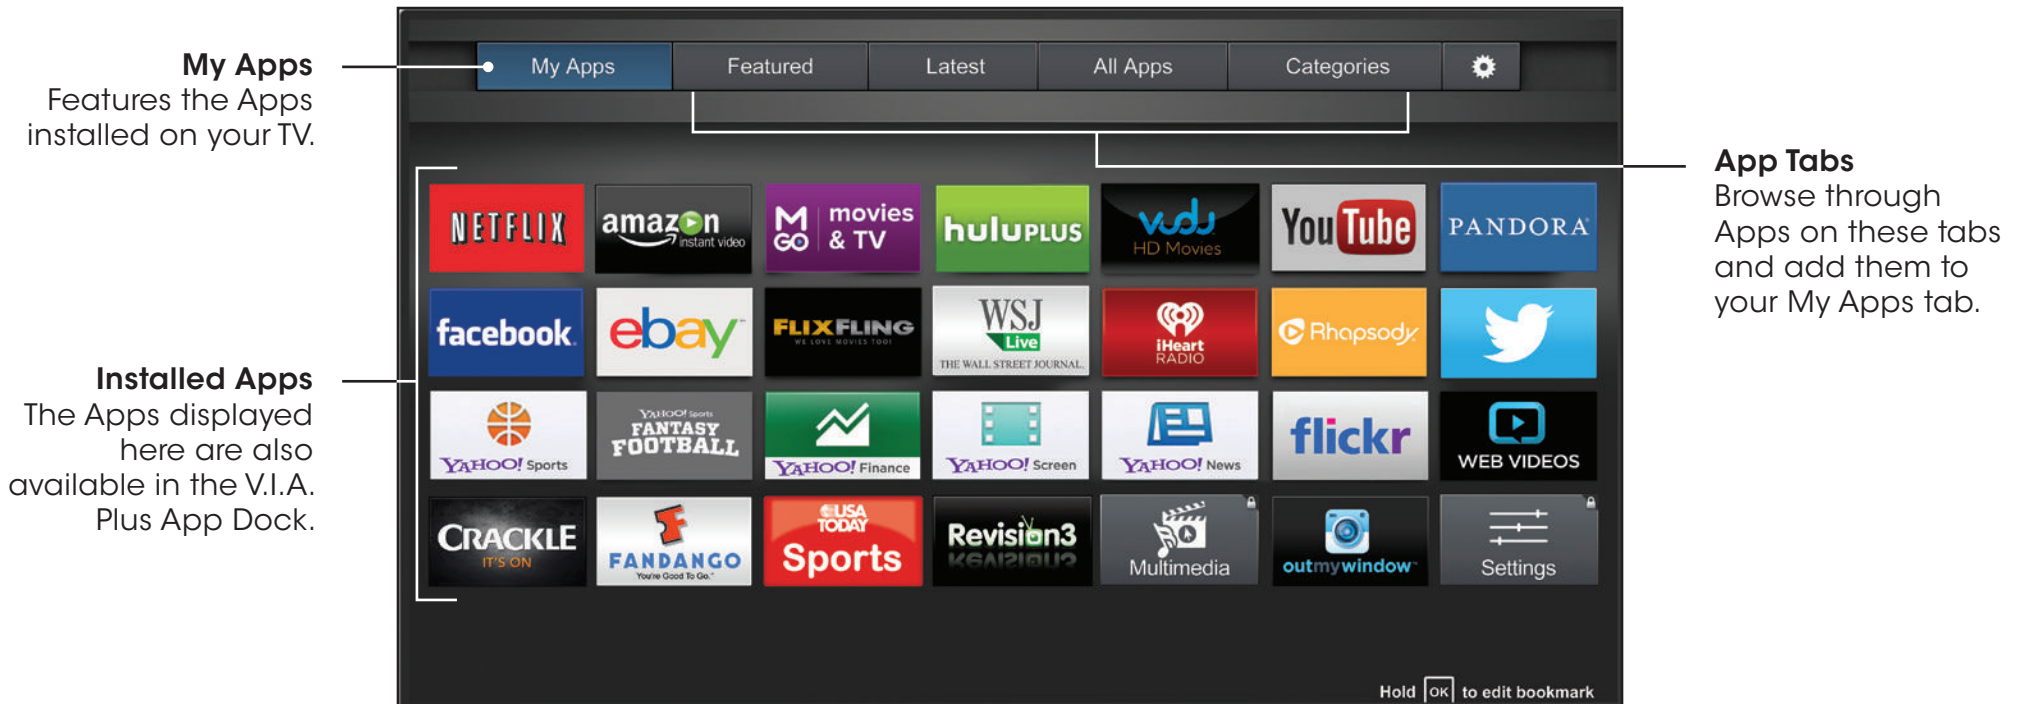 My Apps
Features the Apps
installed on your TV.
Installed Apps
The Apps displayed
here are also
available in the V.I.A.
Plus App Dock.
My Apps Featured Latest All Apps Categories
NETFLIX
amazon
instant video
M
GO
movies
& TV
huluPLUS
vudu
HD Movies
YouTube
PANDORA
facebook
ebay
FLIXFLING
WE LOVE MOVIES TOO!
WSJ
Live
THE WALL STREET JOURNAL.
iHeart
RADIO
Rhapsody
YAHOO! Sports
YAHOO! Sports
FANTASY
FOOTBALL
YAHOO! Finance
YAHOO! Screen
YAHOO! News
flickr
WEB VIDEOS
CRACKLE
IT'S ON
FANDANGO
You're Good To Go.™
USA
TODAY
Sports
Revision3
Multimedia
outmywindow
Settings
Hold OK to edit bookmark
App Tabs
Browse through
Apps on these tabs
and add them to
your My Apps tab.